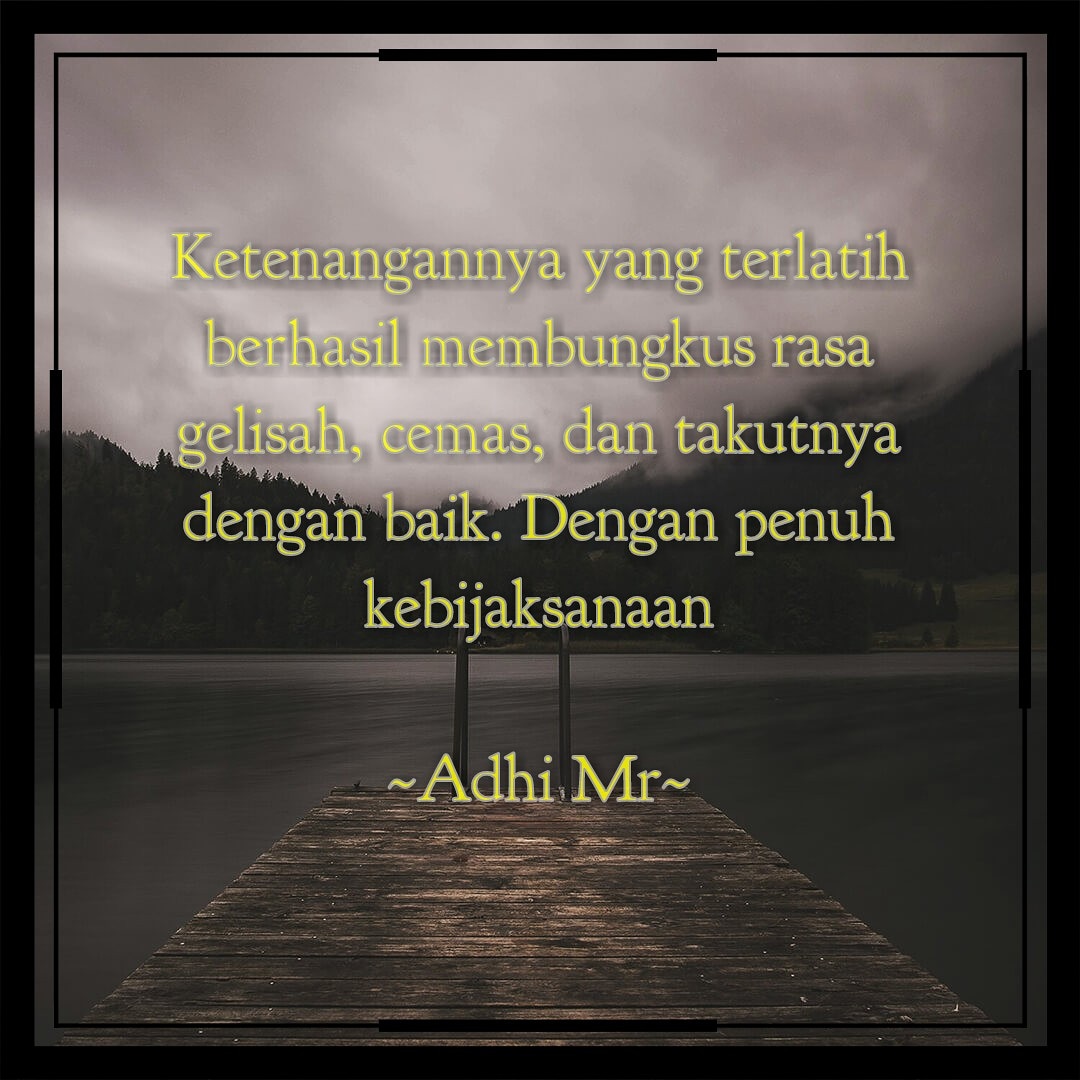 Ketenangannya yang terlatih
berhasil membungkus rasa
gelisah, cemas, dan takutnya
dengan baik. Dengan penuh
kebijaksanaan
~Adhi Mr~